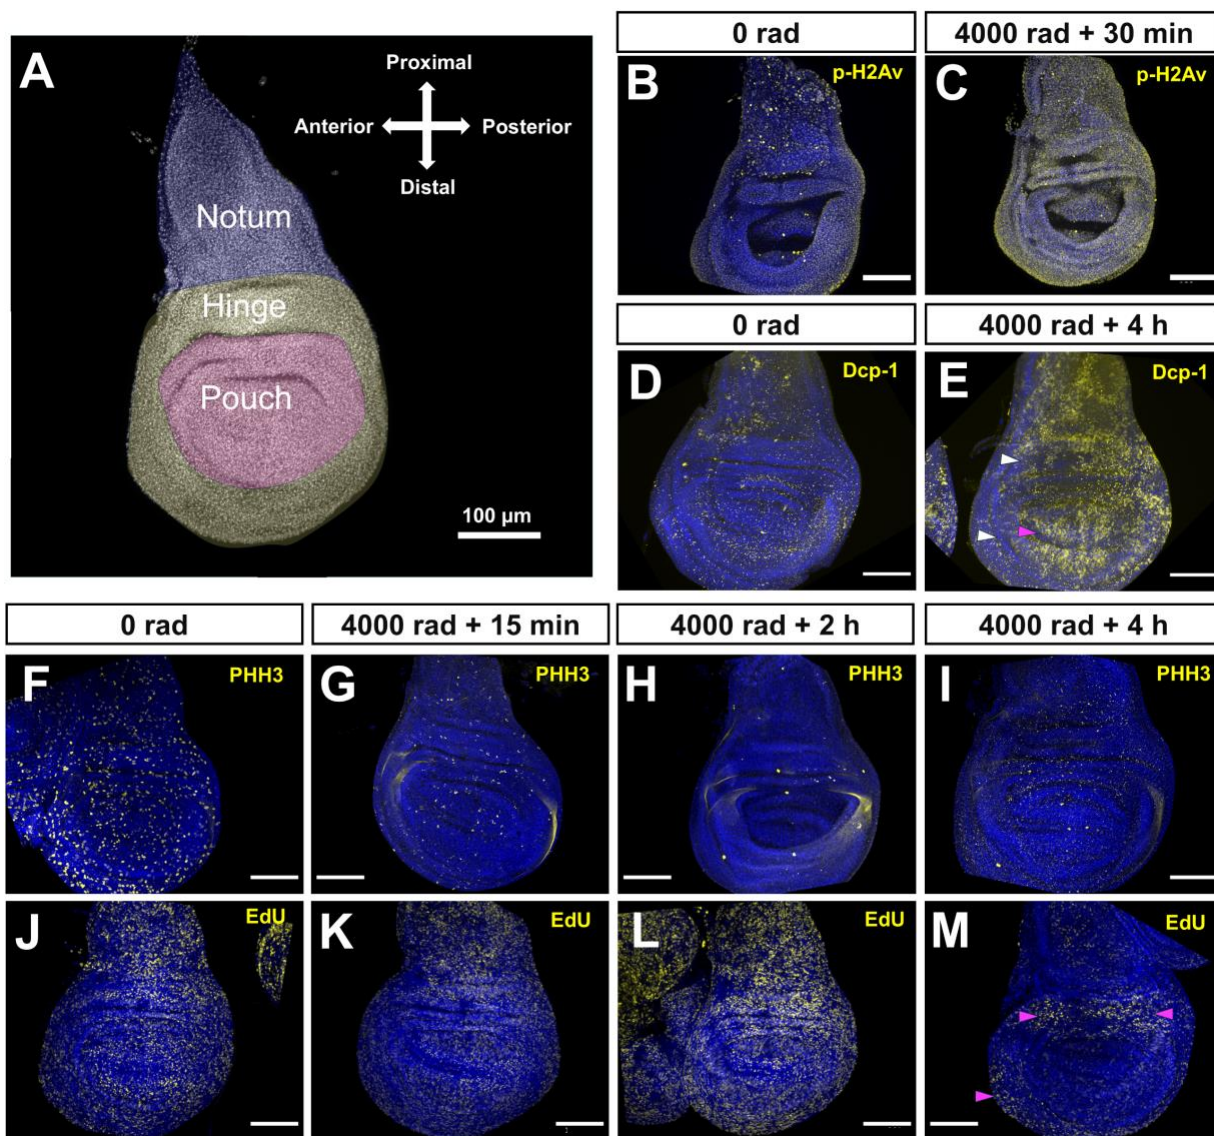 A
Proximal
Anterior
Posterior
Distal
Notum
Hinge
Pouch
100 µm
0 rad
4000 rad + 30 min
B
p-H2Av
C
p-H2Av
0 rad
4000 rad + 4 h
D
Dcp-1
E
Dcp-1
0 rad
4000 rad + 15 min
4000 rad + 2 h
4000 rad + 4 h
F
PHH3
G
PHH3
H
PHH3
I
PHH3
J
EdU
K
EdU
L
EdU
M
EdU